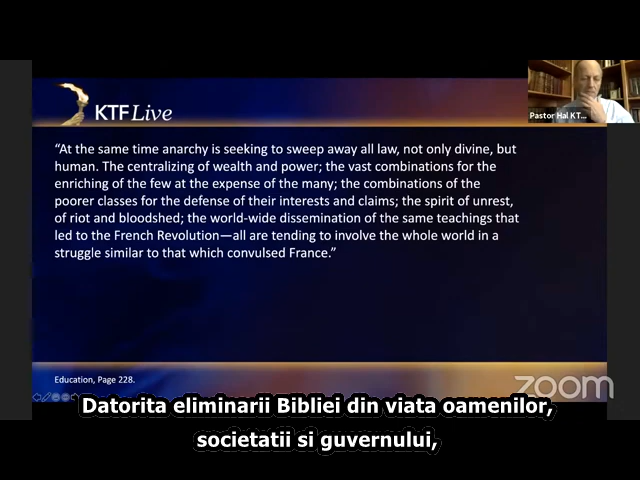 KTF Live
Pastor Hal KT...
“At the same time anarchy is seeking to sweep away all law, not only divine, but
human. The centralizing of wealth and power; the vast combinations for the
enriching of the few at the expense of the many; the combinations of the
poorer classes for the defense of their interests and claims; the spirit of unrest,
of riot and bloodshed; the world-wide dissemination of the same teachings that
led to the French Revolution—all are tending to involve the whole world in a
struggle similar to that which convulsed France.”
Education, Page 228.
zoom
Datorita eliminarii Bibliei din viata oamenilor,
societatii si guvernului,